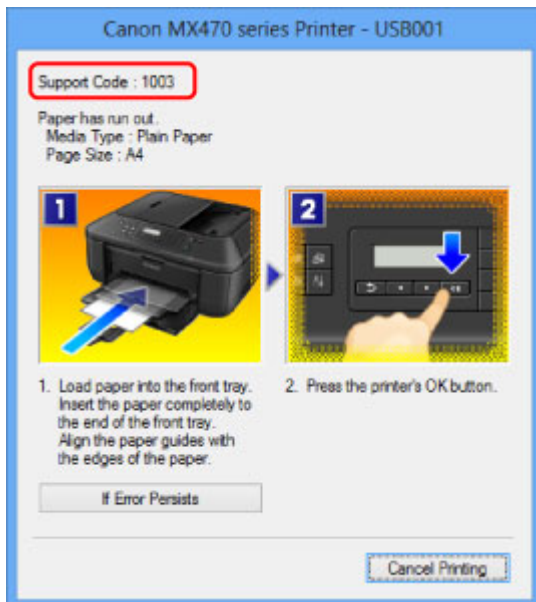 Canon MX470 series Printer - USB001
Support Code : 1003
Paper has run out.
Media Type : Plain Paper
Page Size : A4
1
2
1. Load paper into the front tray.
Insert the paper completely to
the end of the front tray.
Align the paper guides with
the edges of the paper.
2. Press the printer's OK button.
If Error Persists
Cancel Printing